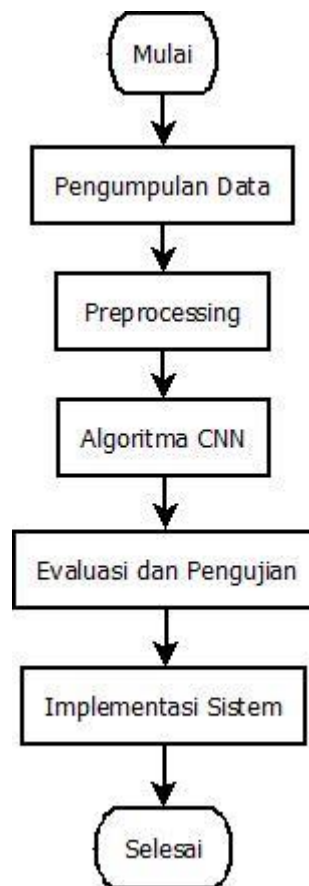 Mulai
Pengumpulan Data
Preprocessing
Algoritma CNN
Evaluasi dan Pengujian
Implementasi Sistem
Selesai